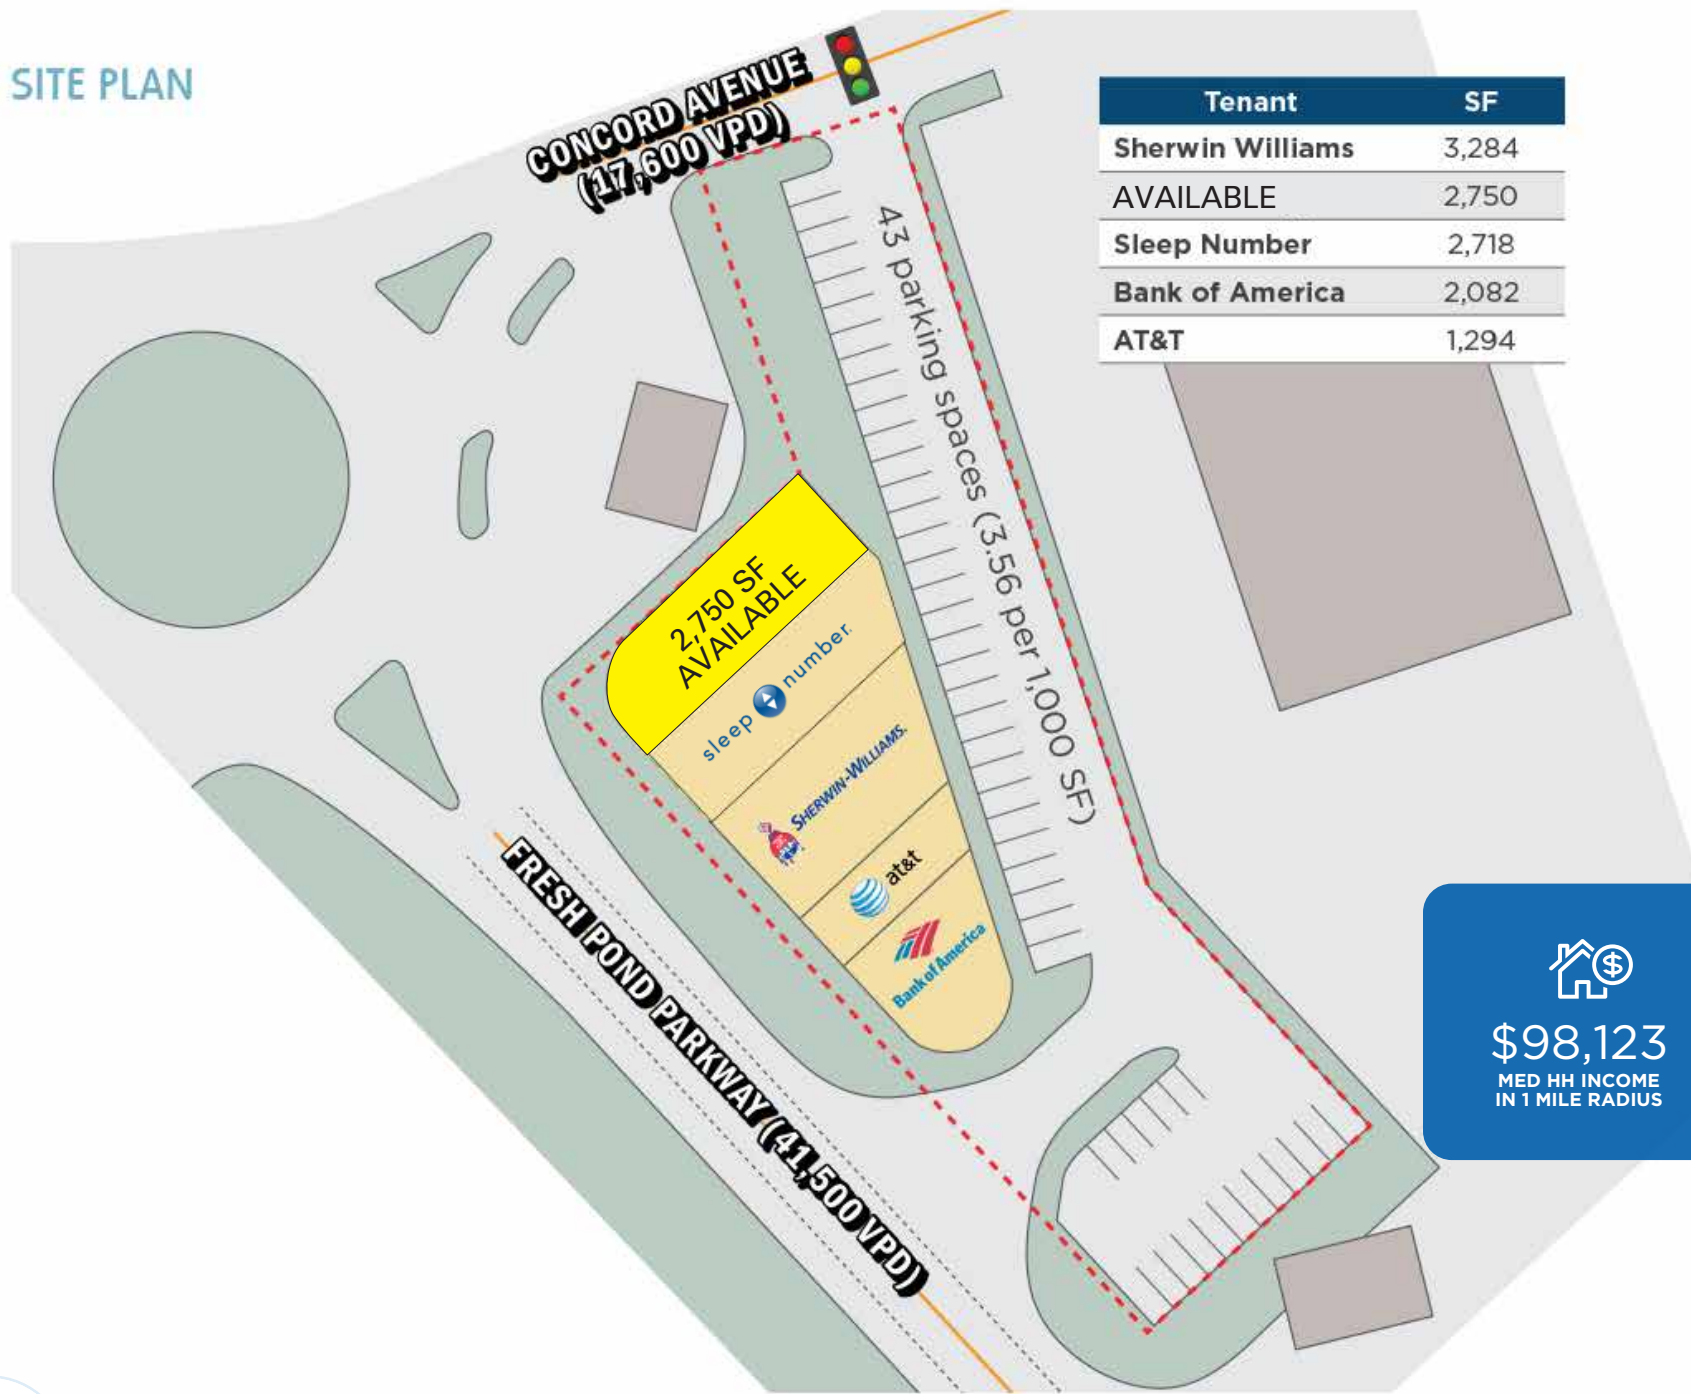 SITE PLAN
CONCORD AVENUE
(17,600 VPD)
Tenant SF
Sherwin Williams 3,284
AVAILABLE 2,750
Sleep Number 2,718
Bank of America 2,082
AT&T 1,294
43 parking spaces (3.56 per 1,000 SF)
2,750 SF
AVAILABLE
sleep number
SHERWIN-WILLIAMS.
at&t
Bank of America
FRESH POND PARKWAY (41,500 VPD)
$98,123
MED HH INCOME
IN 1 MILE RADIUS